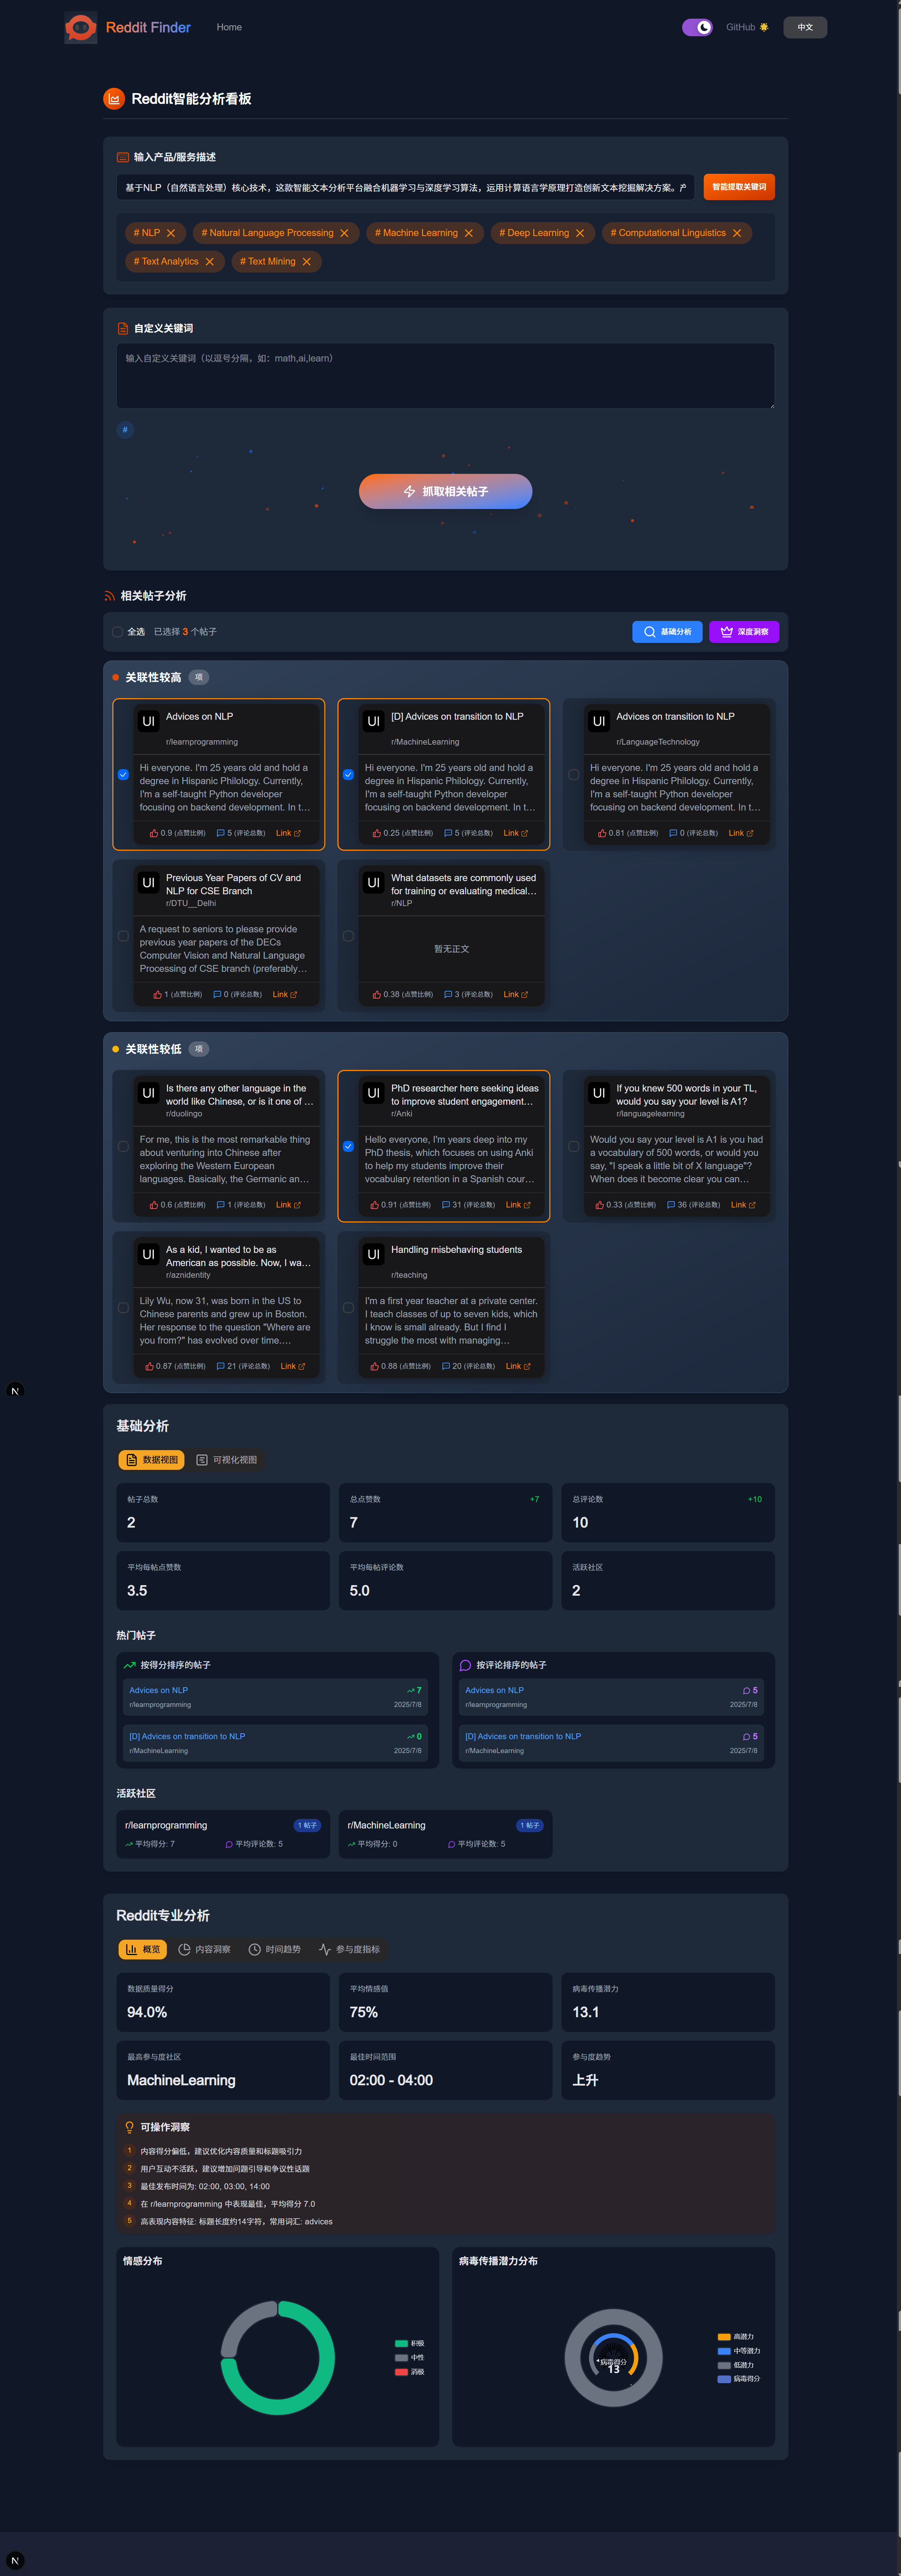 Reddit Finder
Home
GitHub 🌟
中文
Reddit智能分析看板
输入产品/服务描述
基于NLP（自然语言处理）核心技术，这款智能文本分析平台融合机器学习与深度学习算法，运用计算语言学原理打造创新文本挖掘解决方案。产
智能提取关键词
# NLP
# Natural Language Processing
# Machine Learning
# Deep Learning
# Computational Linguistics
# Text Analytics
# Text Mining
自定义关键词
输入自定义关键词（以逗号分隔，如：math,ai,learn）
#
抓取相关帖子
相关帖子分析
全选
已选择 3 个帖子
基础分析
深度洞察
关联性较高
项
UI
Advices on NLP
r/learnprogramming
Hi everyone. I'm 25 years old and hold a
degree in Hispanic Philology. Currently,
I'm a self-taught Python developer
focusing on backend development. In t...
0.9 (点赞比例)
5 (评论总数)
Link
UI
[D] Advices on transition to NLP
r/MachineLearning
Hi everyone. I'm 25 years old and hold a
degree in Hispanic Philology. Currently,
I'm a self-taught Python developer
focusing on backend development. In t...
0.25 (点赞比例)
5 (评论总数)
Link
UI
Advices on transition to NLP
r/LanguageTechnology
Hi everyone. I'm 25 years old and hold a
degree in Hispanic Philology. Currently,
I'm a self-taught Python developer
focusing on backend development. In t...
0.81 (点赞比例)
0 (评论总数)
Link
UI
Previous Year Papers of CV and
NLP for CSE Branch
r/DTU__Delhi
A request to seniors to please provide
previous year papers of the DECs
Computer Vision and Natural Language
Processing of CSE branch (preferably...
1 (点赞比例)
0 (评论总数)
Link
UI
What datasets are commonly used
for training or evaluating medical...
r/NLP
暂无正文
0.38 (点赞比例)
3 (评论总数)
Link
关联性较低
项
UI
Is there any other language in the
world like Chinese, or is it one of ...
r/duolingo
For me, this is the most remarkable thing
about venturing into Chinese after
exploring the Western European
languages. Basically, the Germanic an...
0.6 (点赞比例)
1 (评论总数)
Link
UI
PhD researcher here seeking ideas
to improve student engagement...
r/Anki
Hello everyone, I'm years deep into my
PhD thesis, which focuses on using Anki
to help my students improve their
vocabulary retention in a Spanish cour...
0.91 (点赞比例)
31 (评论总数)
Link
UI
If you knew 500 words in your TL,
would you say your level is A1?
r/languagelearning
Would you say your level is A1 is you had
a vocabulary of 500 words, or would you
say, "I speak a little bit of X language"?
When does it become clear you can...
0.33 (点赞比例)
36 (评论总数)
Link
UI
As a kid, I wanted to be as
American as possible. Now, I wa...
r/aznidentity
Lily Wu, now 31, was born in the US to
Chinese parents and grew up in Boston.
Her response to the question "Where are
you from?" has evolved over time....
0.87 (点赞比例)
21 (评论总数)
Link
UI
Handling misbehaving students
r/teaching
I'm a first year teacher at a private center.
I teach classes of up to seven kids, which
I know is small already. But I find I
struggle the most with managing...
0.88 (点赞比例)
20 (评论总数)
Link
N
基础分析
数据视图
可视化视图
帖子总数
2
总点赞数
+7
7
总评论数
+10
10
平均每帖点赞数
3.5
平均每帖评论数
5.0
活跃社区
2
热门帖子
按得分排序的帖子
Advices on NLP
7
r/learnprogramming
2025/7/8
[D] Advices on transition to NLP
0
r/MachineLearning
2025/7/8
按评论排序的帖子
Advices on NLP
5
r/learnprogramming
2025/7/8
[D] Advices on transition to NLP
5
r/MachineLearning
2025/7/8
活跃社区
r/learnprogramming
1 帖子
平均得分: 7
平均评论数: 5
r/MachineLearning
1 帖子
平均得分: 0
平均评论数: 5
Reddit专业分析
概览
内容洞察
时间趋势
参与度指标
数据质量得分
94.0%
平均情感值
75%
病毒传播潜力
13.1
最高参与度社区
MachineLearning
最佳时间范围
02:00 - 04:00
参与度趋势
上升
可操作洞察
1 内容得分偏低，建议优化内容质量和标题吸引力
2 用户互动不活跃，建议增加问题引导和争议性话题
3 最佳发布时间为: 02:00, 03:00, 14:00
4 在 r/learnprogramming 中表现最佳，平均得分 7.0
5 高表现内容特征: 标题长度约14字符，常用词汇: advices
情感分布
积极
中性
消极
病毒传播潜力分布
病毒得分
13
高潜力
中等潜力
低潜力
病毒得分
N